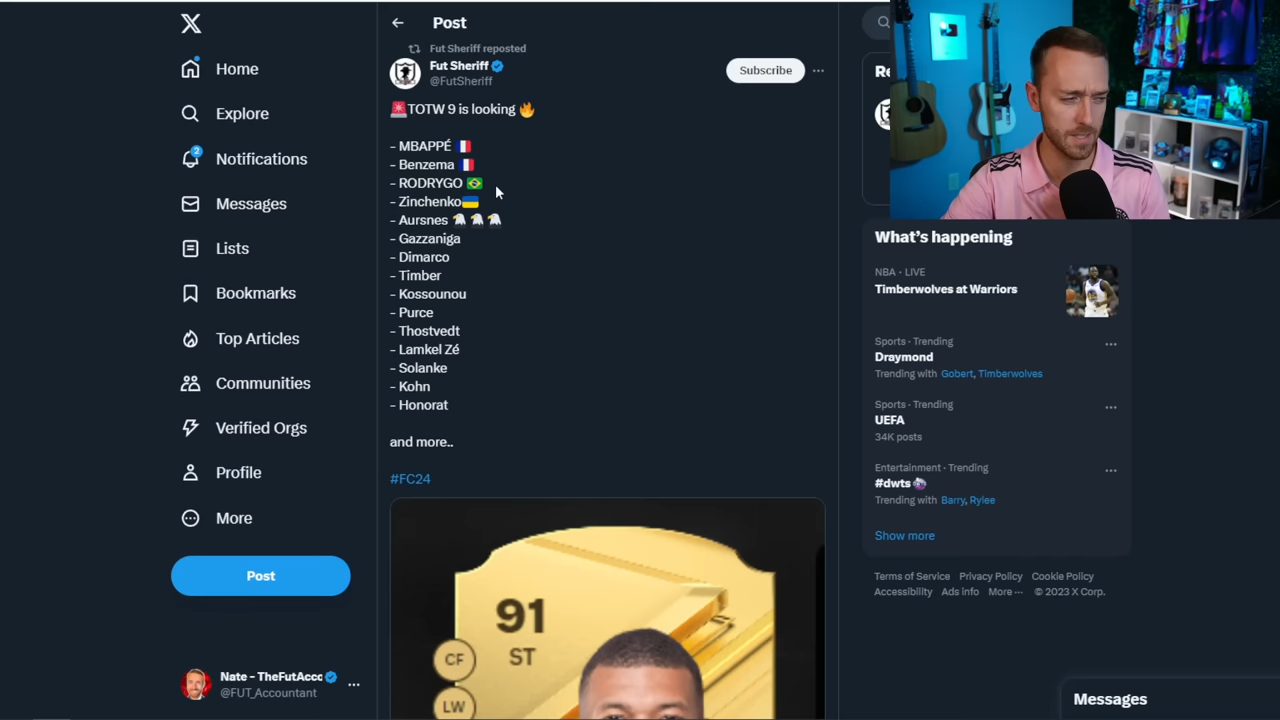 Home
Explore
2
Notifications
Messages
Lists
Bookmarks
Top Articles
Communities
Verified Orgs
Profile
More
Post
Nate - TheFutAcc
@FUT_Accountant
Post
Fut Sheriff reposted
Fut Sheriff
@FutSheriff
Subscribe
🚨TOTW 9 is looking 🔥
- MBAPPÉ 🇫🇷
- Benzema 🇫🇷
- RODRYGO 🇧🇷
- Zinchenko🇺🇦
- Aursnes 🦅🦅🦅
- Gazzaniga
- Dimarco
- Timber
- Kossounou
- Purce
- Thostvedt
- Lamkel Zé
- Solanke
- Kohn
- Honorat
and more..
#FC24
91
ST
CF
LW
Re
What's happening
NBA · LIVE
Timberwolves at Warriors
Sports · Trending
Draymond
Trending with Gobert, Timberwolves
Sports · Trending
UEFA
34K posts
Entertainment · Trending
#dwts
Trending with Barry, Rylee
Show more
Terms of Service Privacy Policy Cookie Policy
Accessibility Ads info More ··· © 2023 X Corp.
Messages